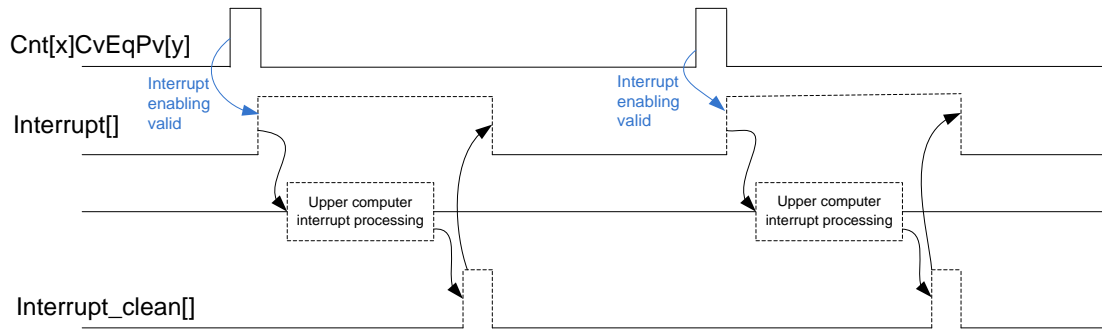 Cnt[x]CvEqPv[y]
Interrupt
enabling
valid
Interrupt
enabling
valid
Interrupt[]
Upper computer
interrupt processing
Upper computer
interrupt processing
Interrupt_clean[]